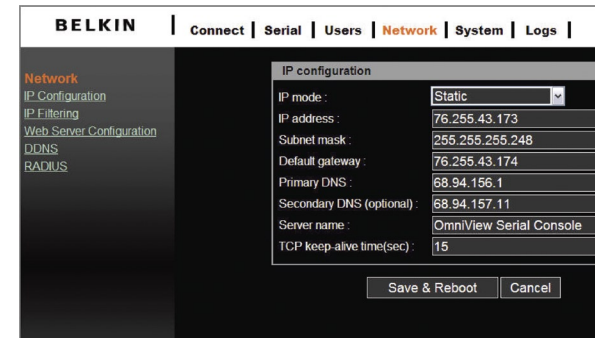 BELKIN
Connect | Serial | Users | Network | System | Logs |
Network
IP Configuration
IP Filtering
Web Server Configuration
DDNS
RADIUS
IP configuration
IP mode : Static
IP address : 76.255.43.173
Subnet mask : 255.255.255.248
Default gateway : 76.255.43.174
Primary DNS : 68.94.156.1
Secondary DNS (optional) : 68.94.157.11
Server name : OmniView Serial Console
TCP keep-alive time(sec) : 15
Save & Reboot Cancel